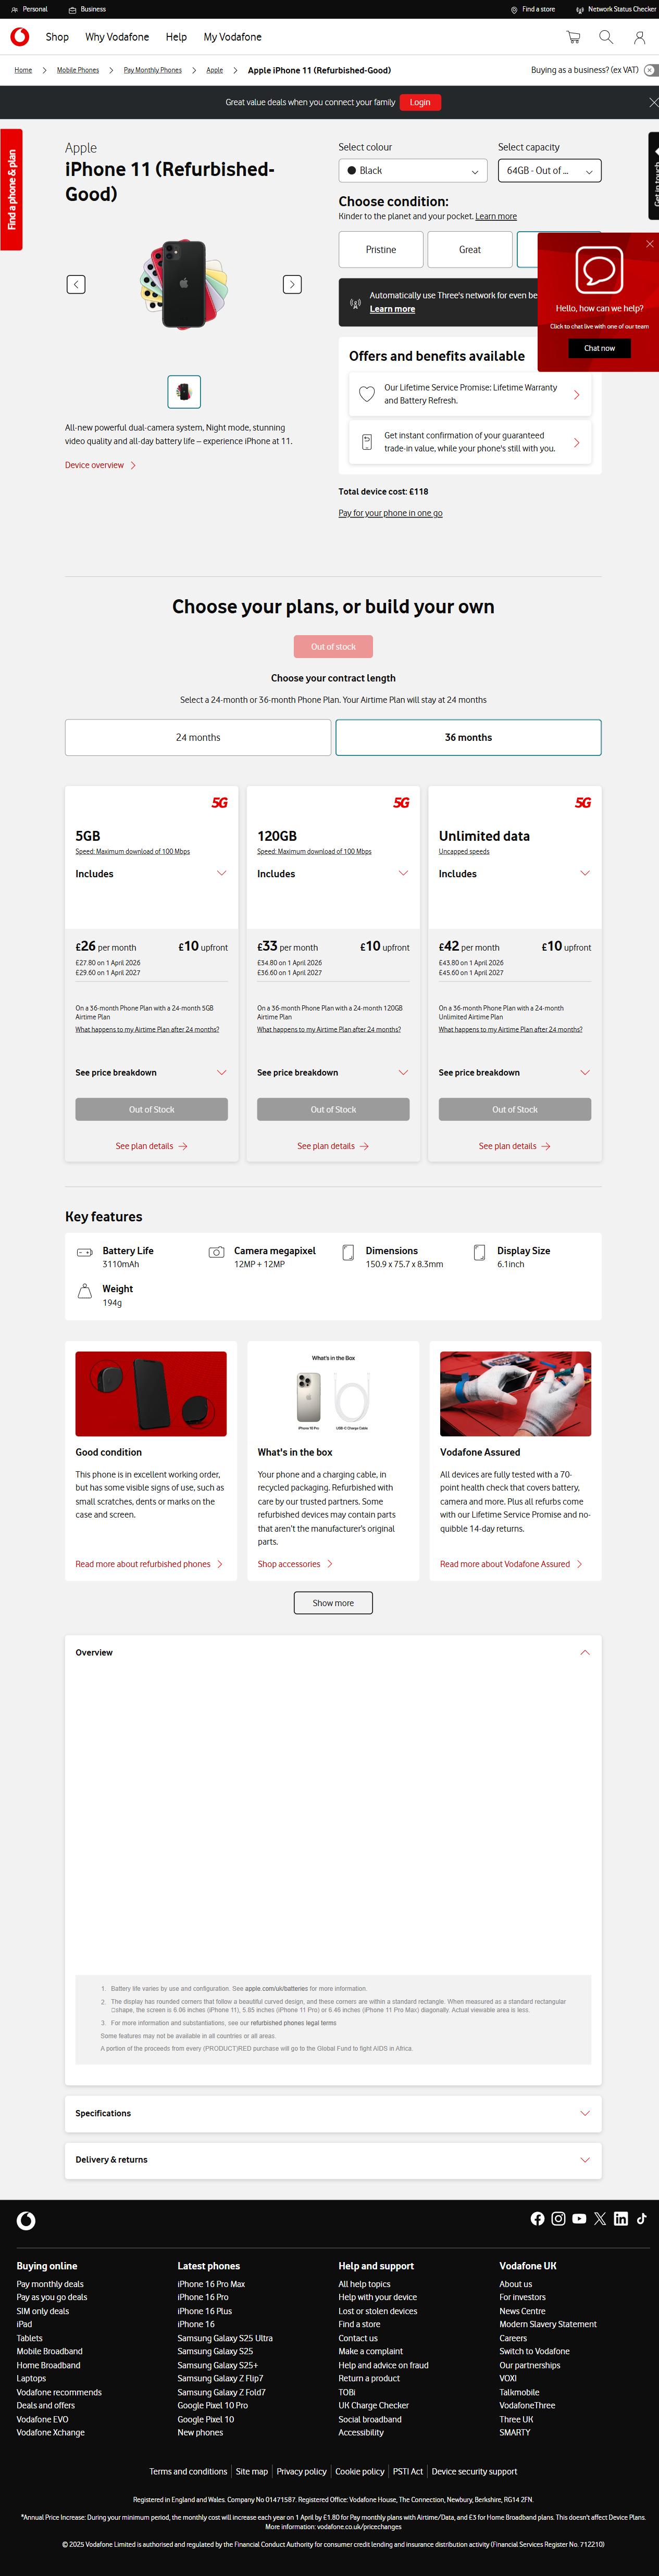 Personal
Business
Find a store
Network Status Checker
Shop
Why Vodafone
Help
My Vodafone
Home
Mobile Phones
Pay Monthly Phones
Apple
Apple iPhone 11 (Refurbished-Good)
Buying as a business? (ex VAT)
Great value deals when you connect your family
Login
Find a phone & plan
Get in touch
Apple
iPhone 11 (Refurbished-
Good)
All-new powerful dual-camera system, Night mode, stunning
video quality and all-day battery life – experience iPhone at 11.
Device overview
Select colour
Select capacity
Black
64GB - Out of ...
Choose condition:
Kinder to the planet and your pocket. Learn more
Pristine
Great
Automatically use Three's network for even be
Learn more
Hello, how can we help?
Click to chat live with one of our team
Chat now
Offers and benefits available
Our Lifetime Service Promise: Lifetime Warranty
and Battery Refresh.
Get instant confirmation of your guaranteed
trade-in value, while your phone's still with you.
Total device cost: £118
Pay for your phone in one go
Choose your plans, or build your own
Out of stock
Choose your contract length
Select a 24-month or 36-month Phone Plan. Your Airtime Plan will stay at 24 months
24 months
36 months
5G
5GB
Speed: Maximum download of 100 Mbps
Includes
£26 per month
£10 upfront
£27.80 on 1 April 2026
£29.60 on 1 April 2027
On a 36-month Phone Plan with a 24-month 5GB
Airtime Plan
What happens to my Airtime Plan after 24 months?
See price breakdown
Out of Stock
See plan details
5G
120GB
Speed: Maximum download of 100 Mbps
Includes
£33 per month
£10 upfront
£34.80 on 1 April 2026
£36.60 on 1 April 2027
On a 36-month Phone Plan with a 24-month 120GB
Airtime Plan
What happens to my Airtime Plan after 24 months?
See price breakdown
Out of Stock
See plan details
5G
Unlimited data
Uncapped speeds
Includes
£42 per month
£10 upfront
£43.80 on 1 April 2026
£45.60 on 1 April 2027
On a 36-month Phone Plan with a 24-month
Unlimited Airtime Plan
What happens to my Airtime Plan after 24 months?
See price breakdown
Out of Stock
See plan details
Key features
Battery Life
3110mAh
Camera megapixel
12MP + 12MP
Dimensions
150.9 x 75.7 x 8.3mm
Display Size
6.1inch
Weight
194g
Good condition
This phone is in excellent working order,
but has some visible signs of use, such as
small scratches, dents or marks on the
case and screen.
Read more about refurbished phones
What's in the Box
iPhone 16 Pro
USB-C Charge Cable
What's in the box
Your phone and a charging cable, in
recycled packaging. Refurbished with
care by our trusted partners. Some
refurbished devices may contain parts
that aren't the manufacturer's original
parts.
Shop accessories
Vodafone Assured
All devices are fully tested with a 70-
point health check that covers battery,
camera and more. Plus all refurbs come
with our Lifetime Service Promise and no-
quibble 14-day returns.
Read more about Vodafone Assured
Show more
Overview
1. Battery life varies by use and configuration. See apple.com/uk/batteries for more information.
2. The display has rounded corners that follow a beautiful curved design, and these corners are within a standard rectangle. When measured as a standard rectangular
shape, the screen is 6.06 inches (iPhone 11), 5.85 inches (iPhone 11 Pro) or 6.46 inches (iPhone 11 Pro Max) diagonally. Actual viewable area is less.
3. For more information and substantiations, see our refurbished phones legal terms
Some features may not be available in all countries or all areas.
A portion of the proceeds from every (PRODUCT)RED purchase will go to the Global Fund to fight AIDS in Africa.
Specifications
Delivery & returns
Buying online
Pay monthly deals
Pay as you go deals
SIM only deals
iPad
Tablets
Mobile Broadband
Home Broadband
Laptops
Vodafone recommends
Deals and offers
Vodafone EVO
Vodafone Xchange
Latest phones
iPhone 16 Pro Max
iPhone 16 Pro
iPhone 16 Plus
iPhone 16
Samsung Galaxy S25 Ultra
Samsung Galaxy S25
Samsung Galaxy S25+
Samsung Galaxy Z Flip7
Samsung Galaxy Z Fold7
Google Pixel 10 Pro
Google Pixel 10
New phones
Help and support
All help topics
Help with your device
Lost or stolen devices
Find a store
Contact us
Make a complaint
Help and advice on fraud
Return a product
TOBi
UK Charge Checker
Social broadband
Accessibility
Vodafone UK
About us
For investors
News Centre
Modern Slavery Statement
Careers
Switch to Vodafone
Our partnerships
VOXI
Talkmobile
VodafoneThree
Three UK
SMARTY
Terms and conditions
Site map
Privacy policy
Cookie policy
PSTI Act
Device security support
Registered in England and Wales. Company No 01471587. Registered Office: Vodafone House, The Connection, Newbury, Berkshire, RG14 2FN.
*Annual Price Increase: During your minimum period, the monthly cost will increase each year on 1 April by £1.80 for Pay monthly plans with Airtime/Data, and £3 for Home Broadband plans. This doesn't affect Device Plans.
More information: vodafone.co.uk/pricechanges
© 2025 Vodafone Limited is authorised and regulated by the Financial Conduct Authority for consumer credit lending and insurance distribution activity (Financial Services Register No. 712210)